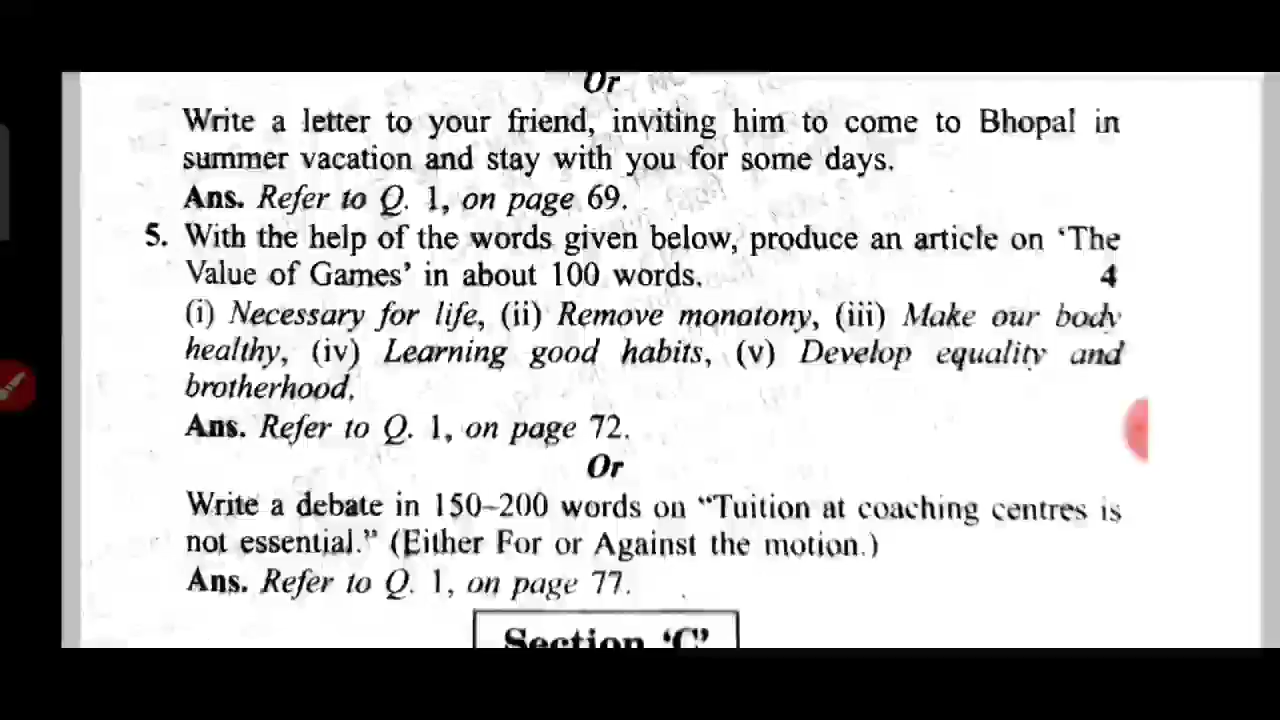 Or
Write a letter to your friend, inviting him to come to Bhopal in
summer vacation and stay with you for some days.
Ans. Refer to Q. 1, on page 69.
5. With the help of the words given below, produce an article on ‘The
Value of Games’ in about 100 words. 4
(i) Necessary for life, (ii) Remove monotony, (iii) Make our body
healthy, (iv) Learning good habits, (v) Develop equality and
brotherhood.
Ans. Refer to Q. 1, on page 72.
Or
Write a debate in 150–200 words on “Tuition at coaching centres is
not essential.” (Either For or Against the motion.)
Ans. Refer to Q. 1, on page 77.
Section ‘C’